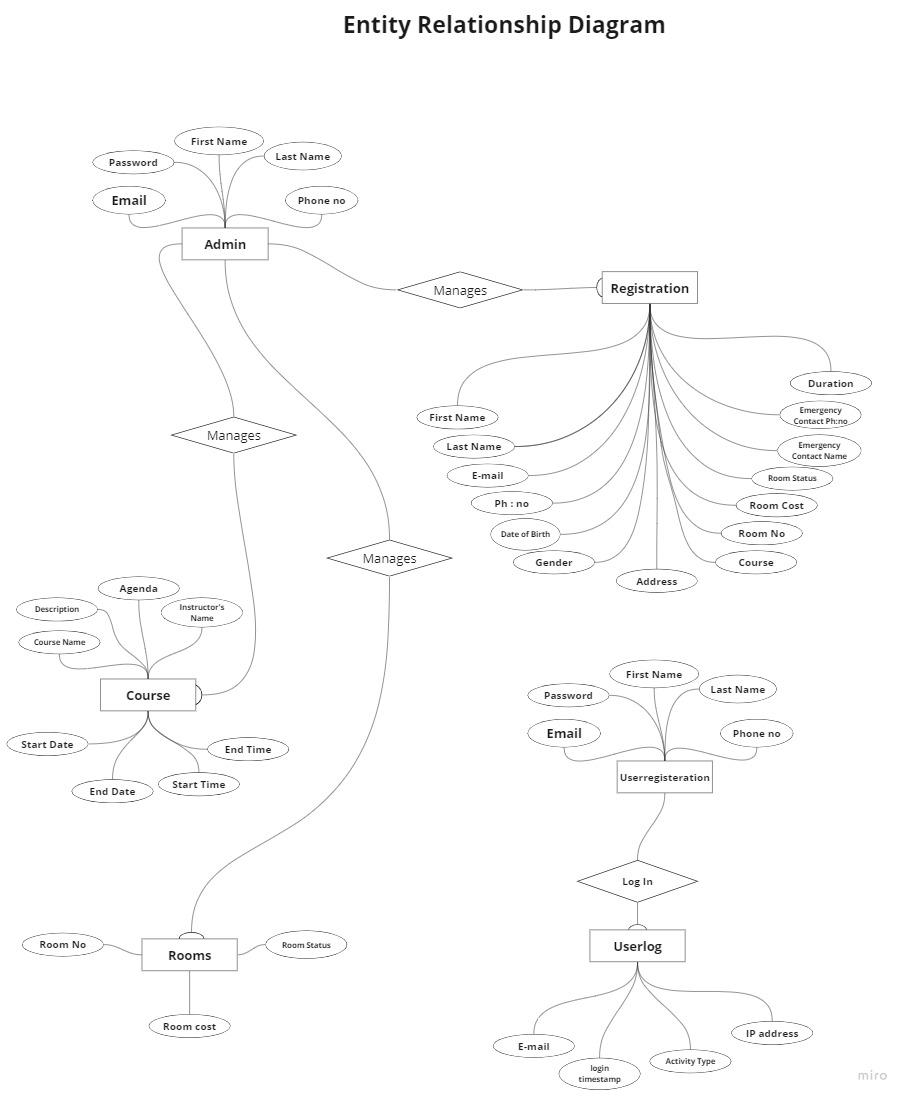 Entity Relationship Diagram
First Name
Last Name
Password
Email
Phone no
Admin
Manages
Registration
Duration
First Name
Emergency
Contact Ph:no
Manages
Last Name
Emergency
Contact Name
E-mail
Room Status
Ph : no
Room Cost
Date of Birth
Room No
Manages
Gender
Course
Address
Agenda
Description
Instructor's
Name
Course Name
Course
Start Date
End Time
End Date
Start Time
First Name
Last Name
Password
Email
Phone no
Userregisteration
Log In
Room No
Room Status
Rooms
Room cost
Userlog
E-mail
IP address
login
timestamp
Activity Type
miro